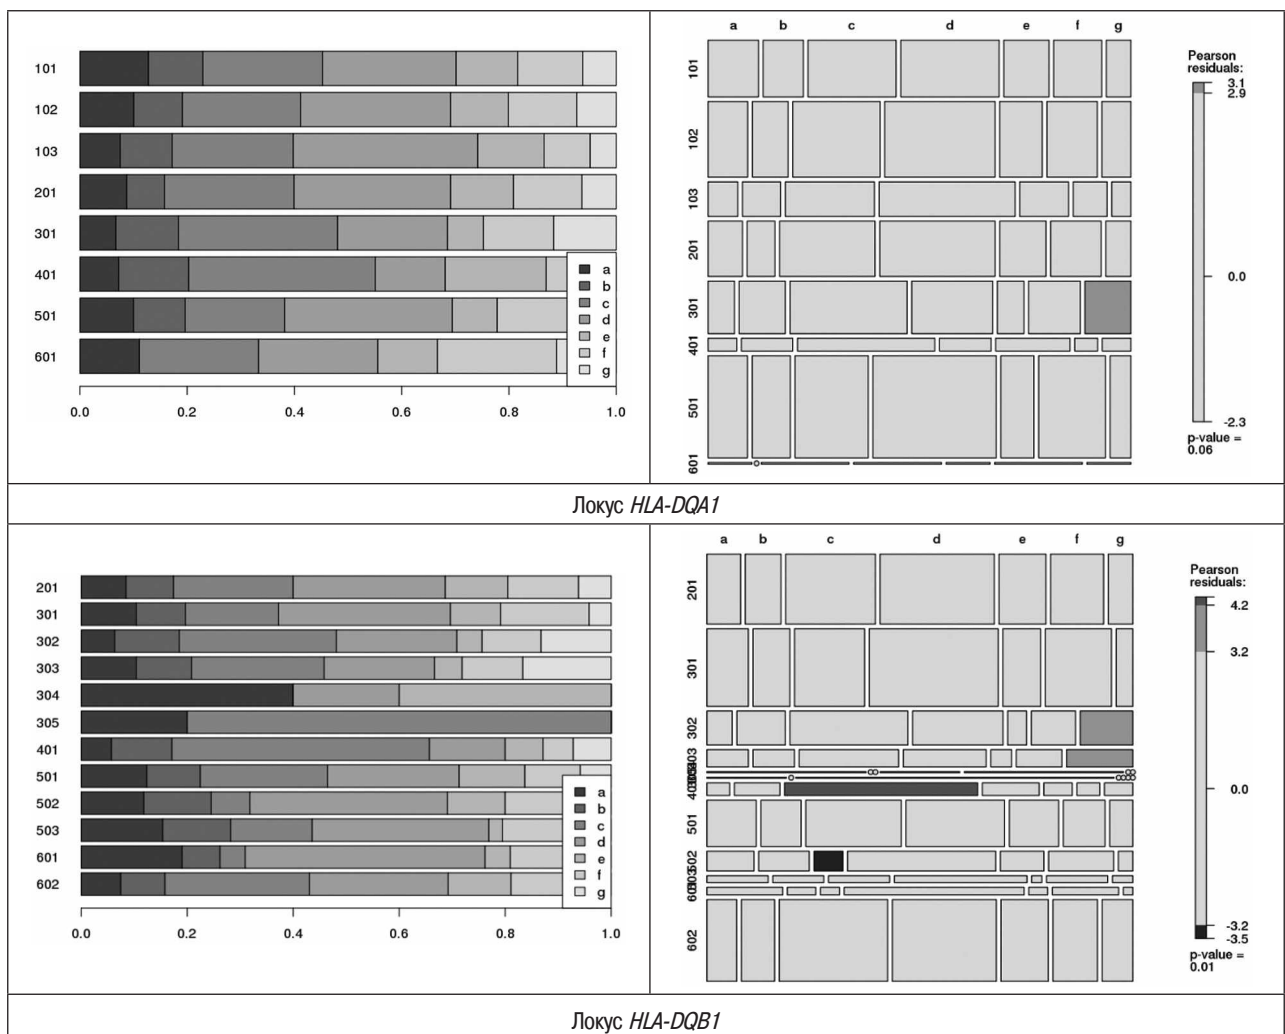 101
102
103
201
301
401
501
601
a
b
c
d
e
f
g
0.0 0.2 0.4 0.6 0.8 1.0
a b c d e f g
101
102
103
201
301
401
501
601
Pearson
residuals:
3.1
2.9
0.0
-2.3
p-value =
0.06
Локус HLA-DQA1
201
301
302
303
304
305
401
501
502
503
601
602
a
b
c
d
e
f
g
0.0 0.2 0.4 0.6 0.8 1.0
a b c d e f g
201
301
302
501
602
Pearson
residuals:
4.2
3.2
0.0
-3.2
-3.5
p-value =
0.01
Локус HLA-DQB1